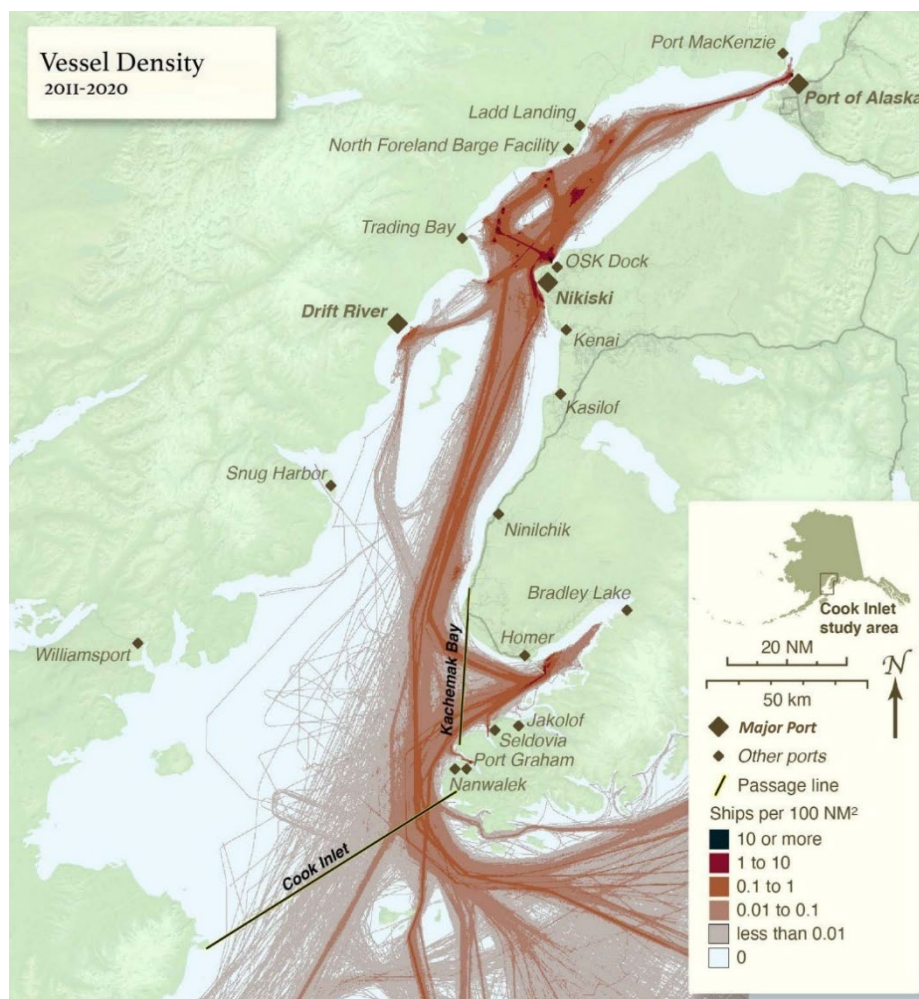 Vessel Density
2011-2020
Port MacKenzie
Port of Alaska
Ladd Landing
North Foreland Barge Facility
Trading Bay
OSK Dock
Nikiski
Drift River
Kenai
Kasilof
Snug Harbor
Ninilchik
Bradley Lake
Williamsport
Homer
Kachemak Bay
Jakolof
Seldovia
Port Graham
Nanwalek
Cook Inlet
Cook Inlet
study area
20 NM
N
50 km
Major Port
Other ports
Passage line
Ships per 100 NM²
10 or more
1 to 10
0.1 to 1
0.01 to 0.1
less than 0.01
0